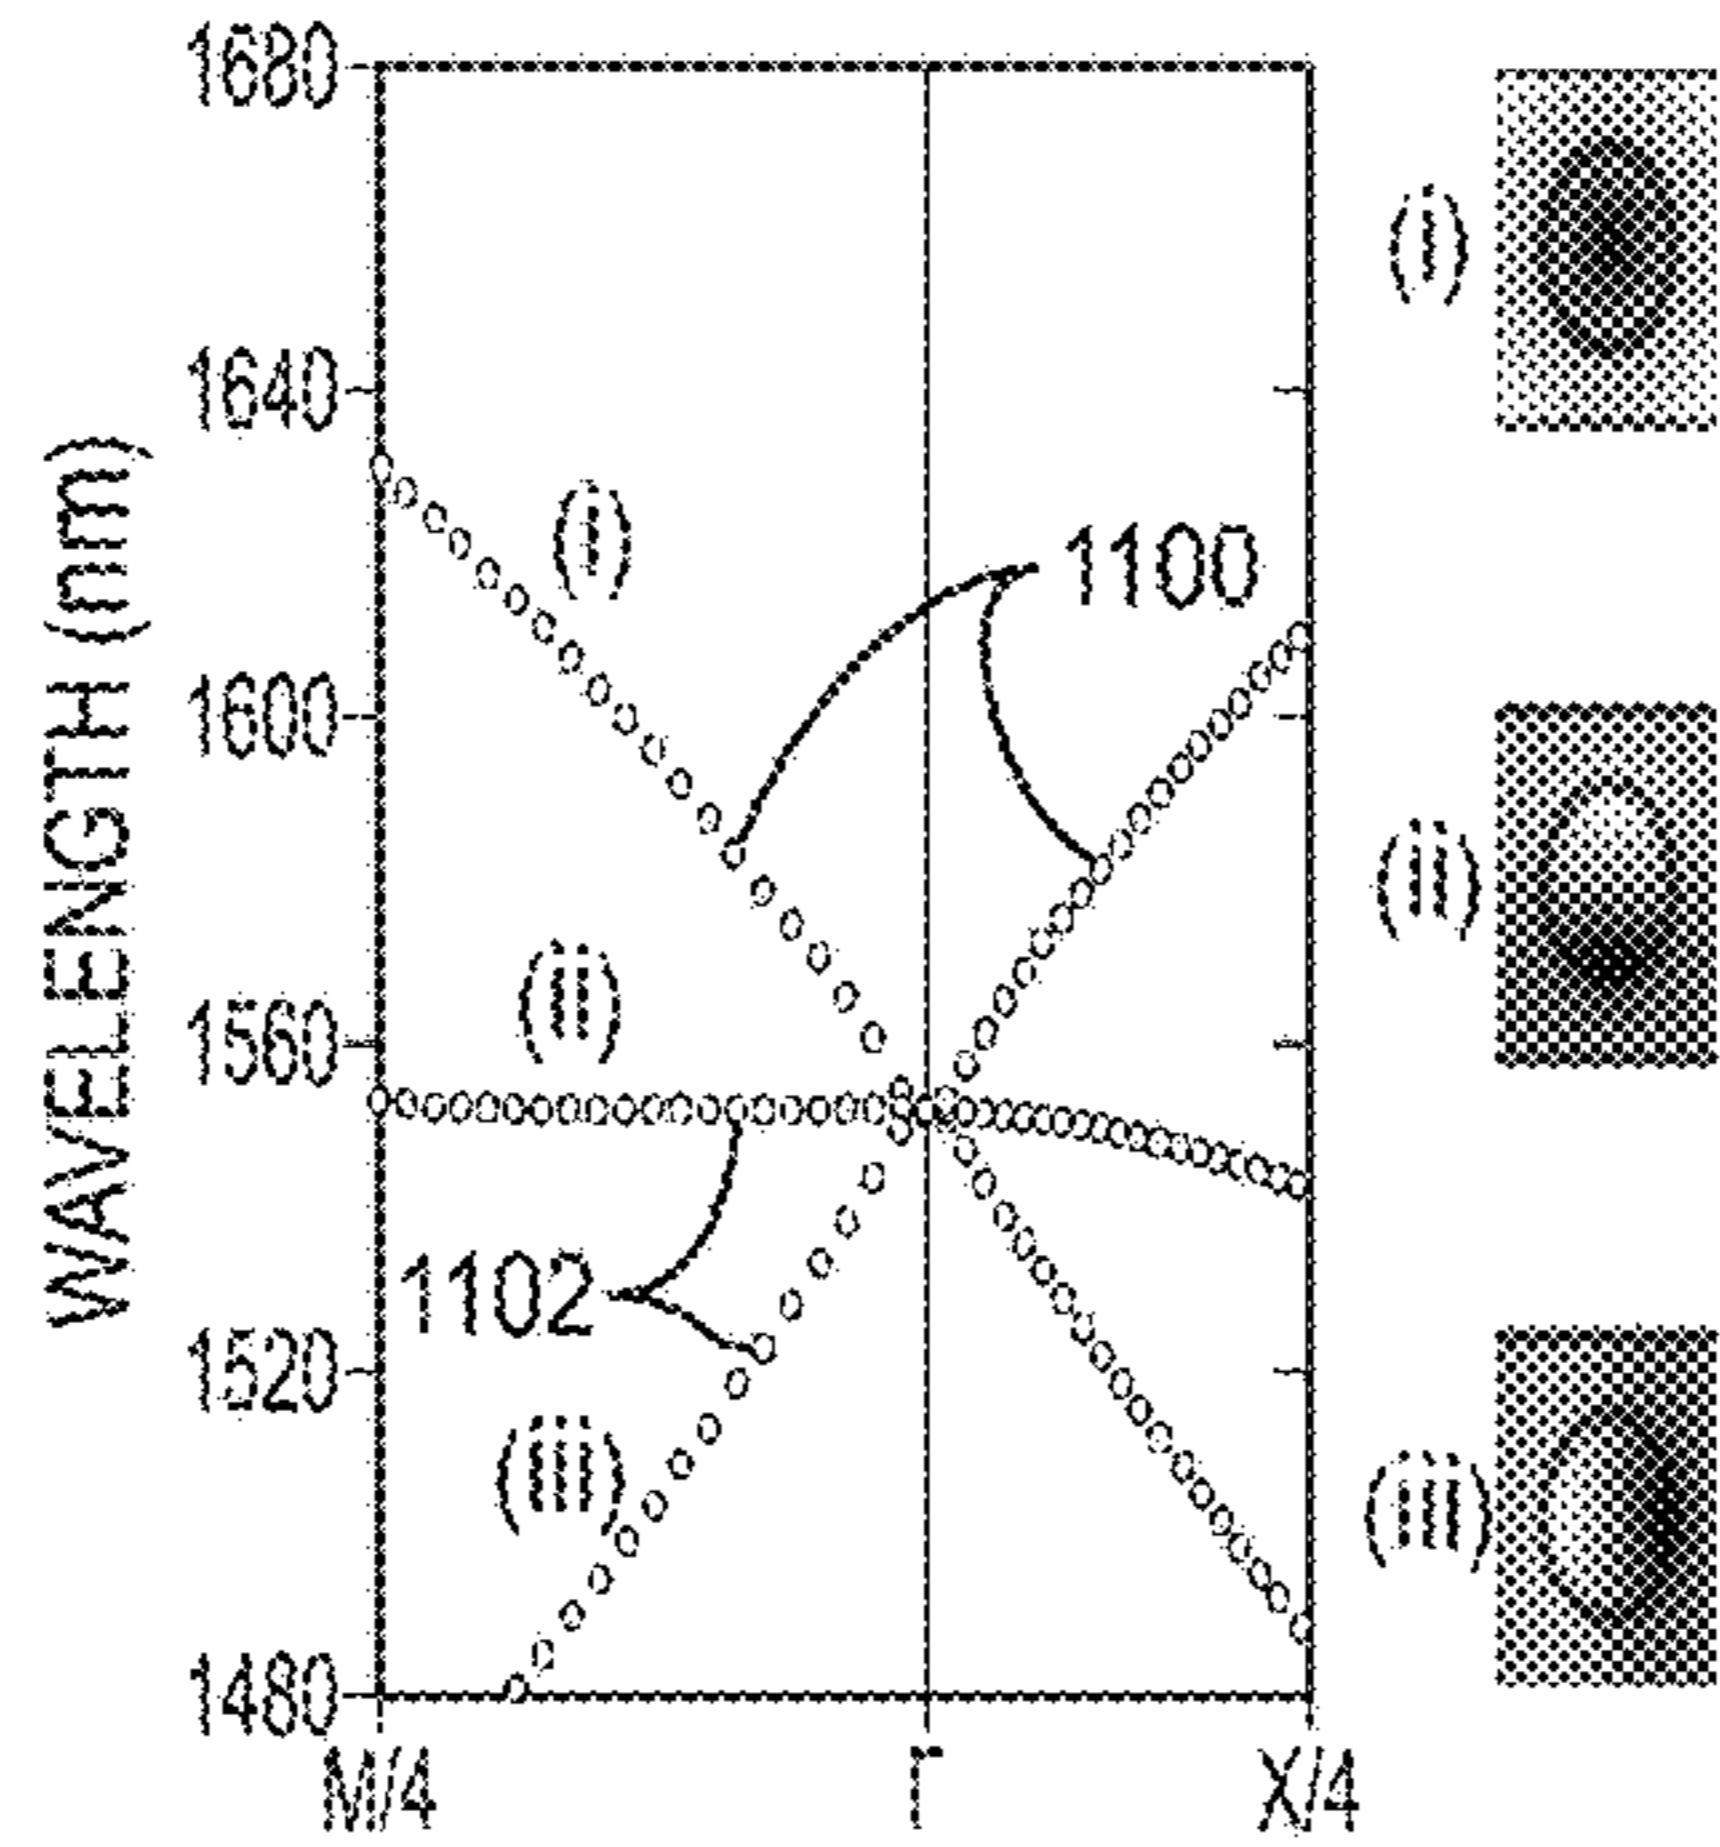 1680
1640
1600
1560
1520
1480
WAVELENGTH (nm)
(i)
1100
(ii)
1102
(iii)
M/4
Γ
X/4
(i)
(ii)
(iii)